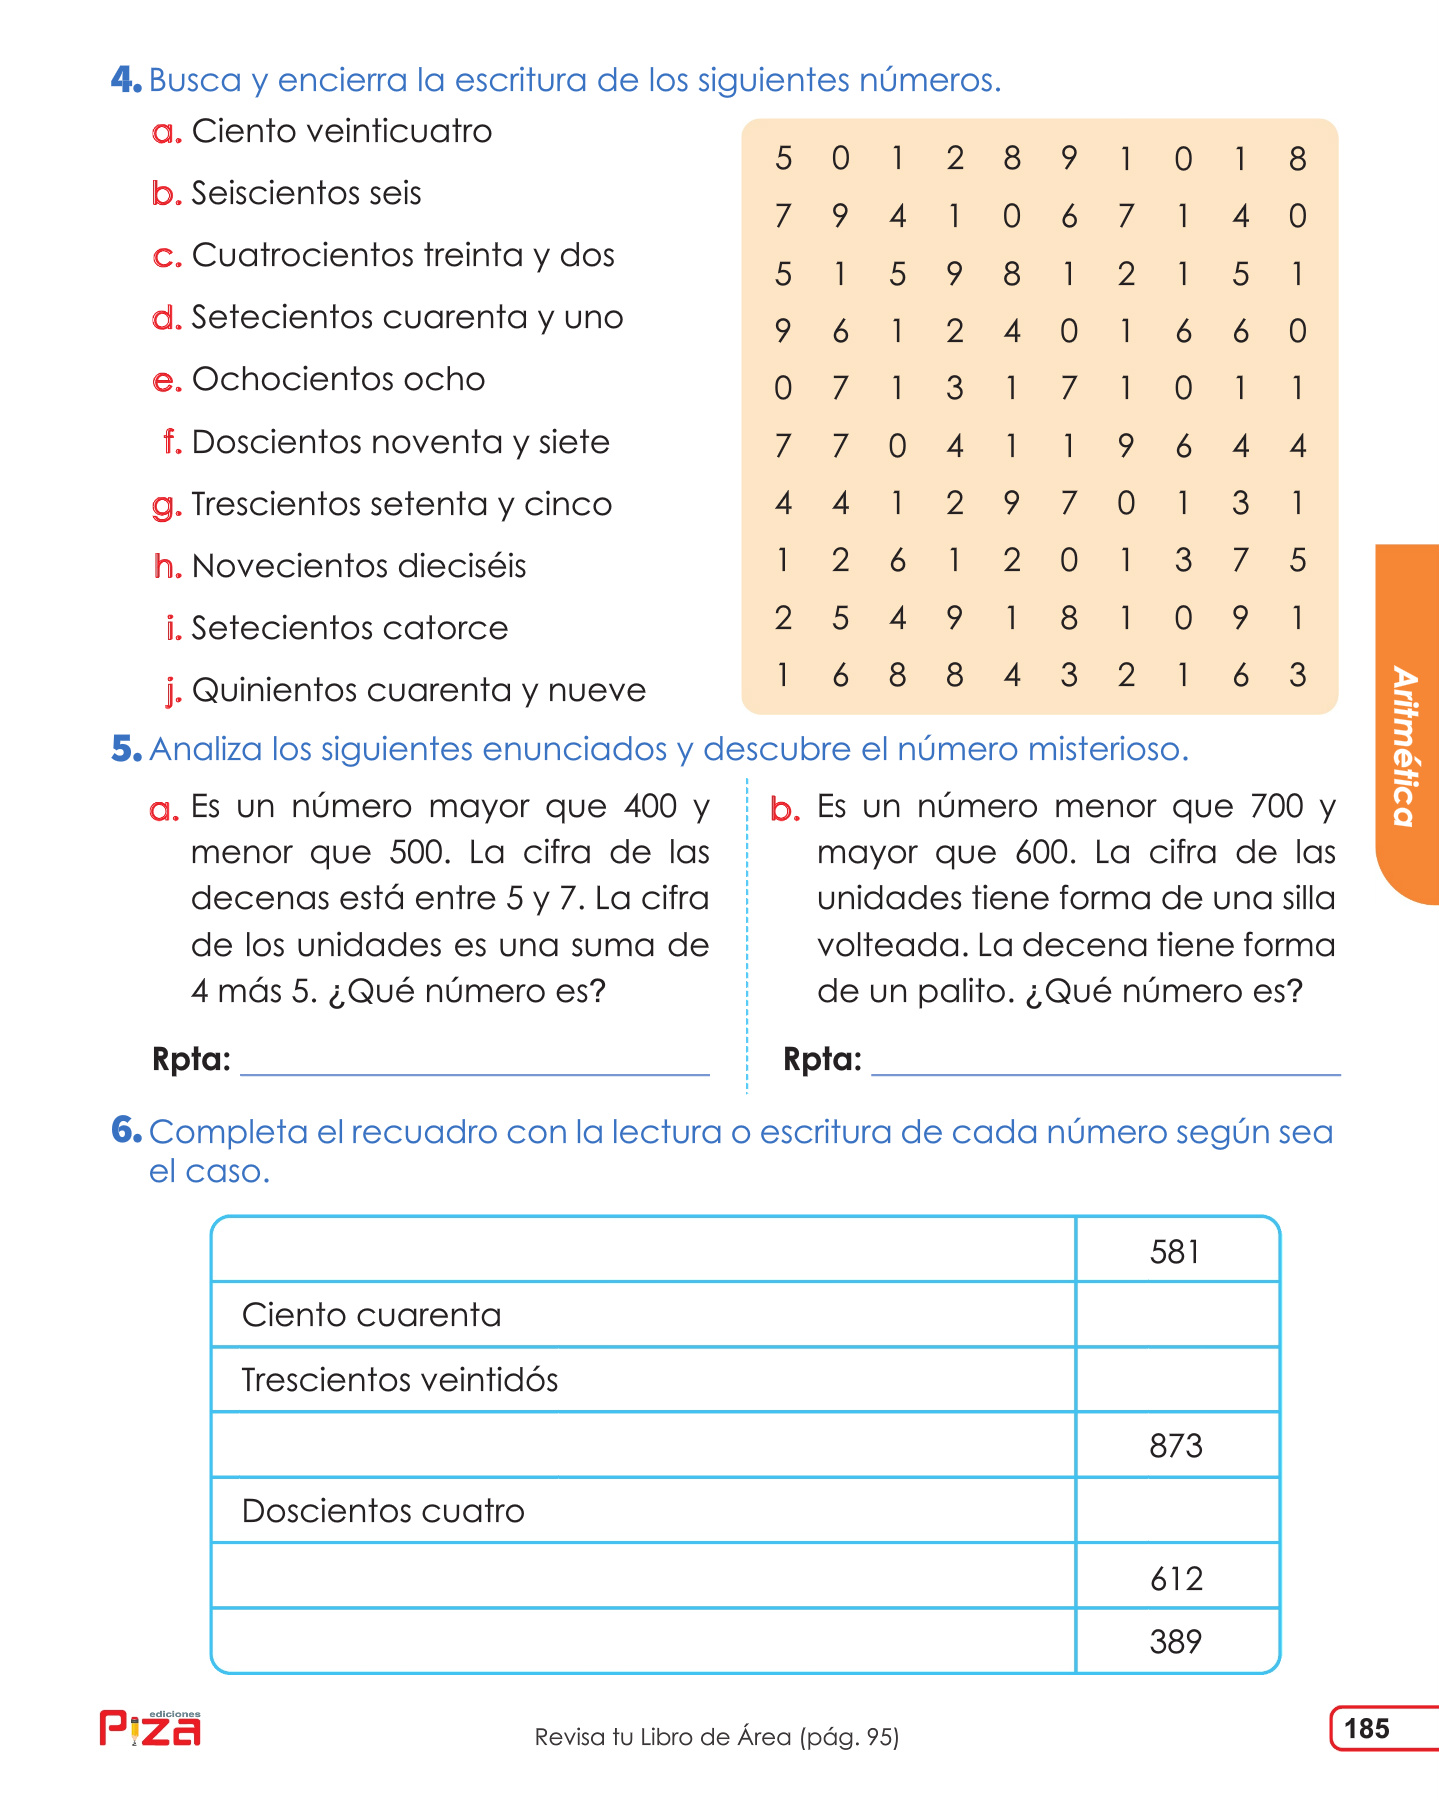 4. Busca y encierra la escritura de los siguientes números.
a. Ciento veinticuatro
b. Seiscientos seis
c. Cuatrocientos treinta y dos
d. Setecientos cuarenta y uno
e. Ochocientos ocho
f. Doscientos noventa y siete
g. Trescientos setenta y cinco
h. Novecientos dieciséis
i. Setecientos catorce
j. Quinientos cuarenta y nueve
5 0 1 2 8 9 1 0 1 8
7 9 4 1 0 6 7 1 4 0
5 1 5 9 8 1 2 1 5 1
9 6 1 2 4 0 1 6 6 0
0 7 1 3 1 7 1 0 1 1
7 7 0 4 1 1 9 6 4 4
4 4 1 2 9 7 0 1 3 1
1 2 6 1 2 0 1 3 7 5
2 5 4 9 1 8 1 0 9 1
1 6 8 8 4 3 2 1 6 3
5. Analiza los siguientes enunciados y descubre el número misterioso.
a. Es un número mayor que 400 y
menor que 500. La cifra de las
decenas está entre 5 y 7. La cifra
de los unidades es una suma de
4 más 5. ¿Qué número es?
Rpta:
b. Es un número menor que 700 y
mayor que 600. La cifra de las
unidades tiene forma de una silla
volteada. La decena tiene forma
de un palito. ¿Qué número es?
Rpta:
6. Completa el recuadro con la lectura o escritura de cada número según sea
el caso.
581
Ciento cuarenta
Trescientos veintidós
873
Doscientos cuatro
612
389
Aritmética
ediciones
Piza
Revisa tu Libro de Área (pág. 95)
185